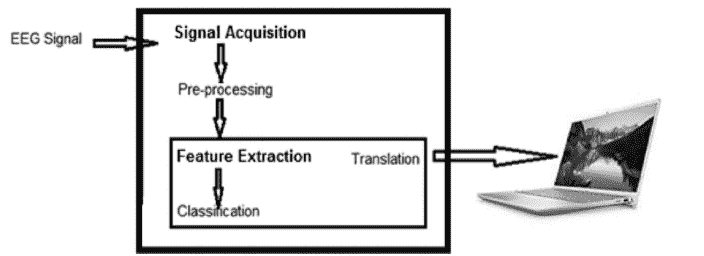 EEG Signal
Signal Acquisition
Pre-processing
Feature Extraction
Translation
Classification